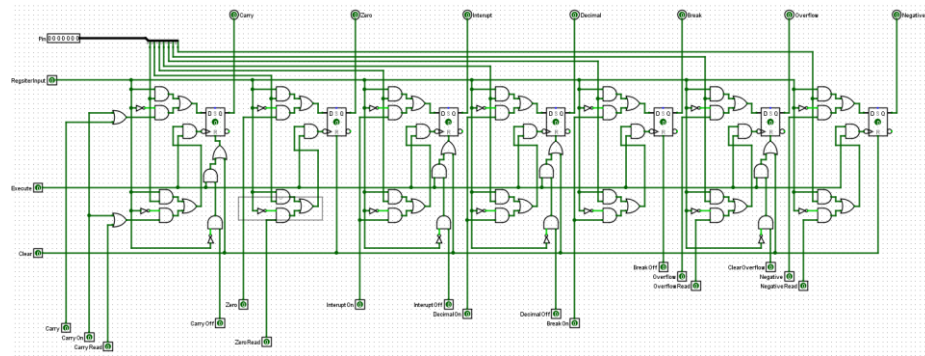 Carry Zero Interupt Decimal Break Overflow Negative
Pin 0000000
RegsiterInput
D S Q D S Q D S Q D S Q D S Q D S Q D S Q
Execute
Clear
Break Off Clear Overflow
Overflow Negative
Overflow Read Negative Read
Zero Interupt On Interupt Off
Decimal On Decimal Off
Carry Off Break On
Carry
Carry On
Zero Read
Carry Read